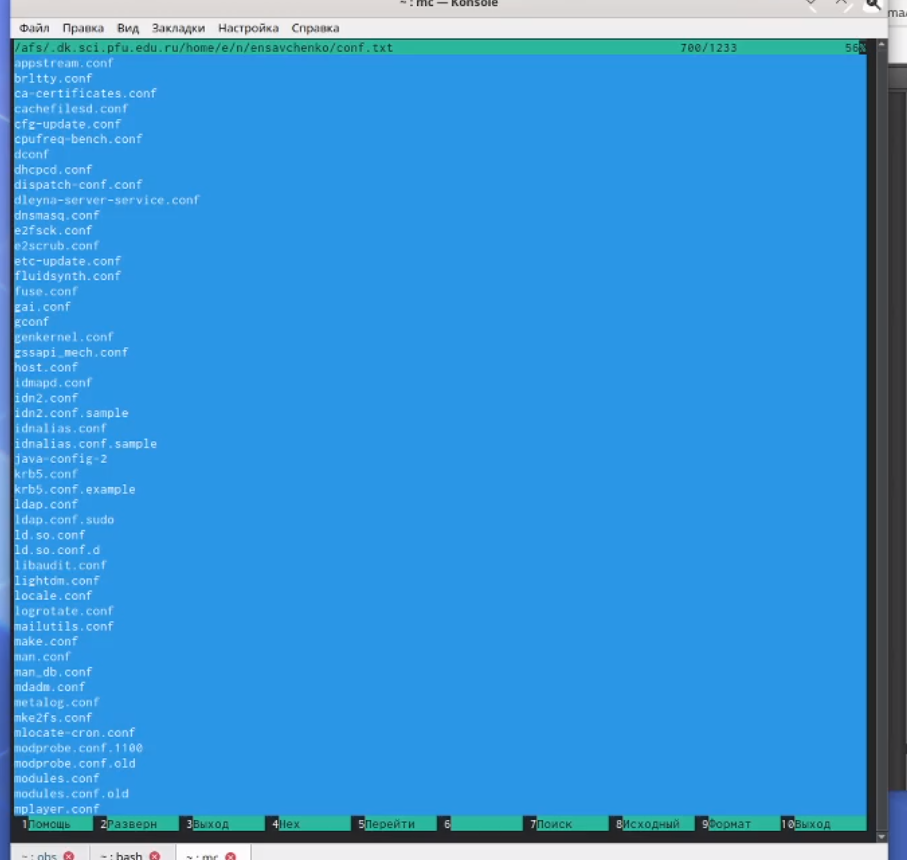 ~ : mc — Konsole
Файл Правка Вид Закладки Настройка Справка
/afs/.dk.sci.pfu.edu.ru/home/e/n/ensavchenko/conf.txt 700/1233 56%
appstream.conf
brltty.conf
ca-certificates.conf
cachefilesd.conf
cfg-update.conf
cpufreq-bench.conf
dconf
dhcpcd.conf
dispatch-conf.conf
dleyna-server-service.conf
dnsmasq.conf
e2fsck.conf
e2scrub.conf
etc-update.conf
fluidsynth.conf
fuse.conf
gai.conf
gconf
genkernel.conf
gssapi_mech.conf
host.conf
idmapd.conf
idn2.conf
idn2.conf.sample
idnalias.conf
idnalias.conf.sample
java-config-2
krb5.conf
krb5.conf.example
ldap.conf
ldap.conf.sudo
ld.so.conf
ld.so.conf.d
libaudit.conf
lightdm.conf
locale.conf
logrotate.conf
mailutils.conf
make.conf
man.conf
man_db.conf
mdadm.conf
metalog.conf
mke2fs.conf
mlocate-cron.conf
modprobe.conf.1100
modprobe.conf.old
modules.conf
modules.conf.old
mplayer.conf
1Помощь 2Разверн 3Выход 4Hex 5Перейти 6 7Поиск 8Исходный 9Формат 10Выход
~ : obs ~ : bash ~ : mc